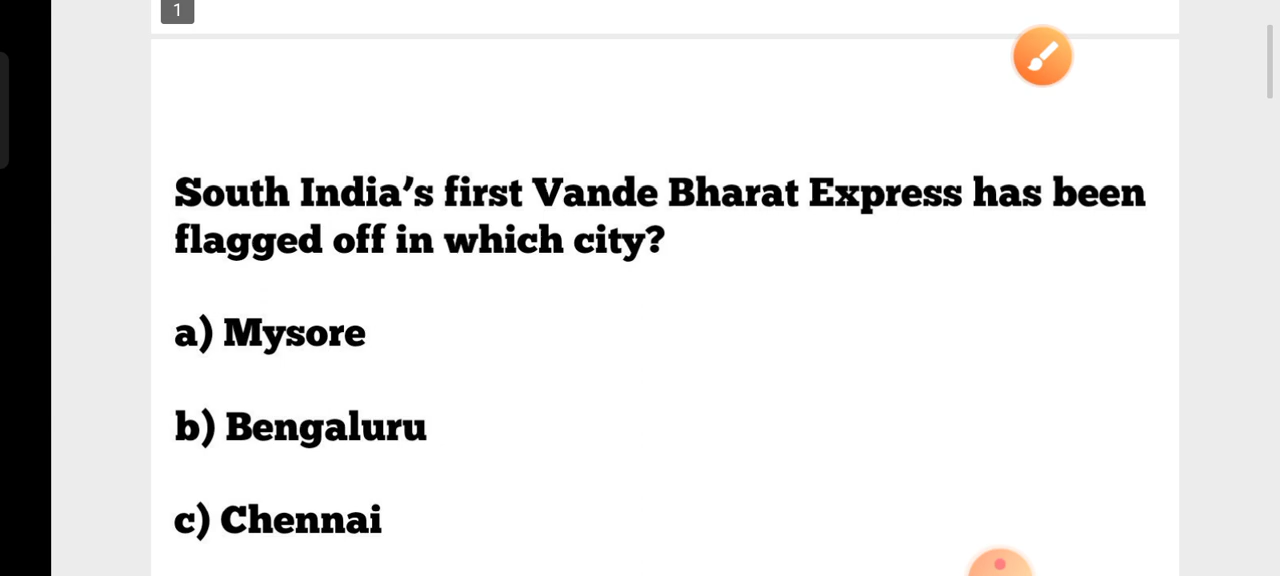 1
South India’s first Vande Bharat Express has been
flagged off in which city?
a) Mysore
b) Bengaluru
c) Chennai